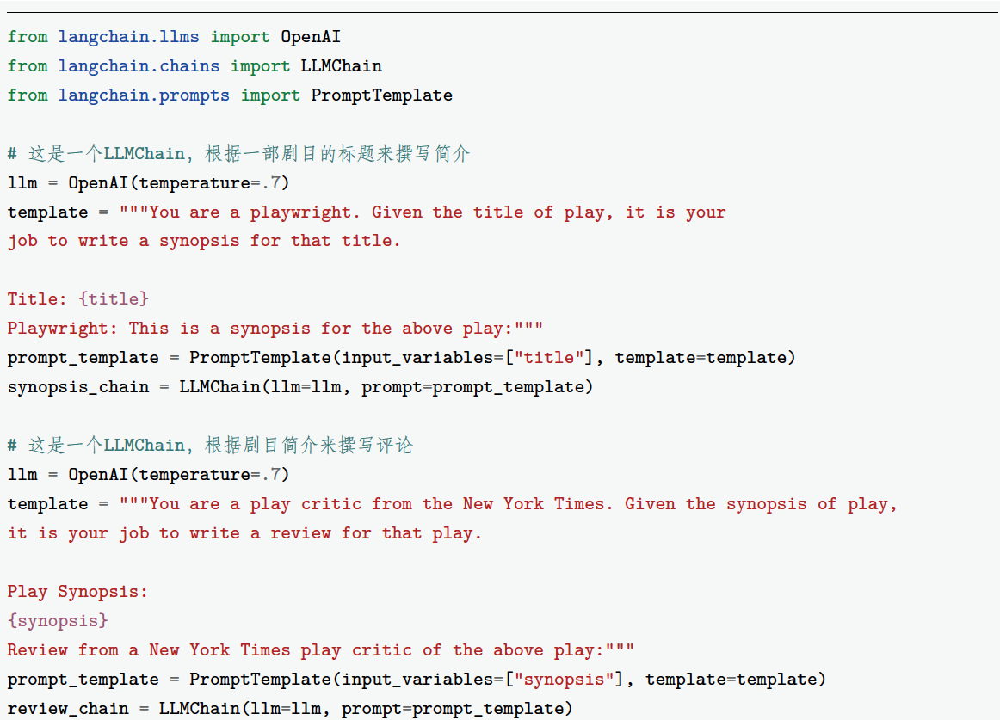 from langchain.llms import OpenAI
from langchain.chains import LLMChain
from langchain.prompts import PromptTemplate

# 这是一个LLMChain，根据一部剧目的标题来撰写简介
llm = OpenAI(temperature=.7)
template = """You are a playwright. Given the title of play, it is your
job to write a synopsis for that title.

Title: {title}
Playwright: This is a synopsis for the above play:"""
prompt_template = PromptTemplate(input_variables=["title"], template=template)
synopsis_chain = LLMChain(llm=llm, prompt=prompt_template)

# 这是一个LLMChain，根据剧目简介来撰写评论
llm = OpenAI(temperature=.7)
template = """You are a play critic from the New York Times. Given the synopsis of play,
it is your job to write a review for that play.

Play Synopsis:
{synopsis}
Review from a New York Times play critic of the above play:"""
prompt_template = PromptTemplate(input_variables=["synopsis"], template=template)
review_chain = LLMChain(llm=llm, prompt=prompt_template)